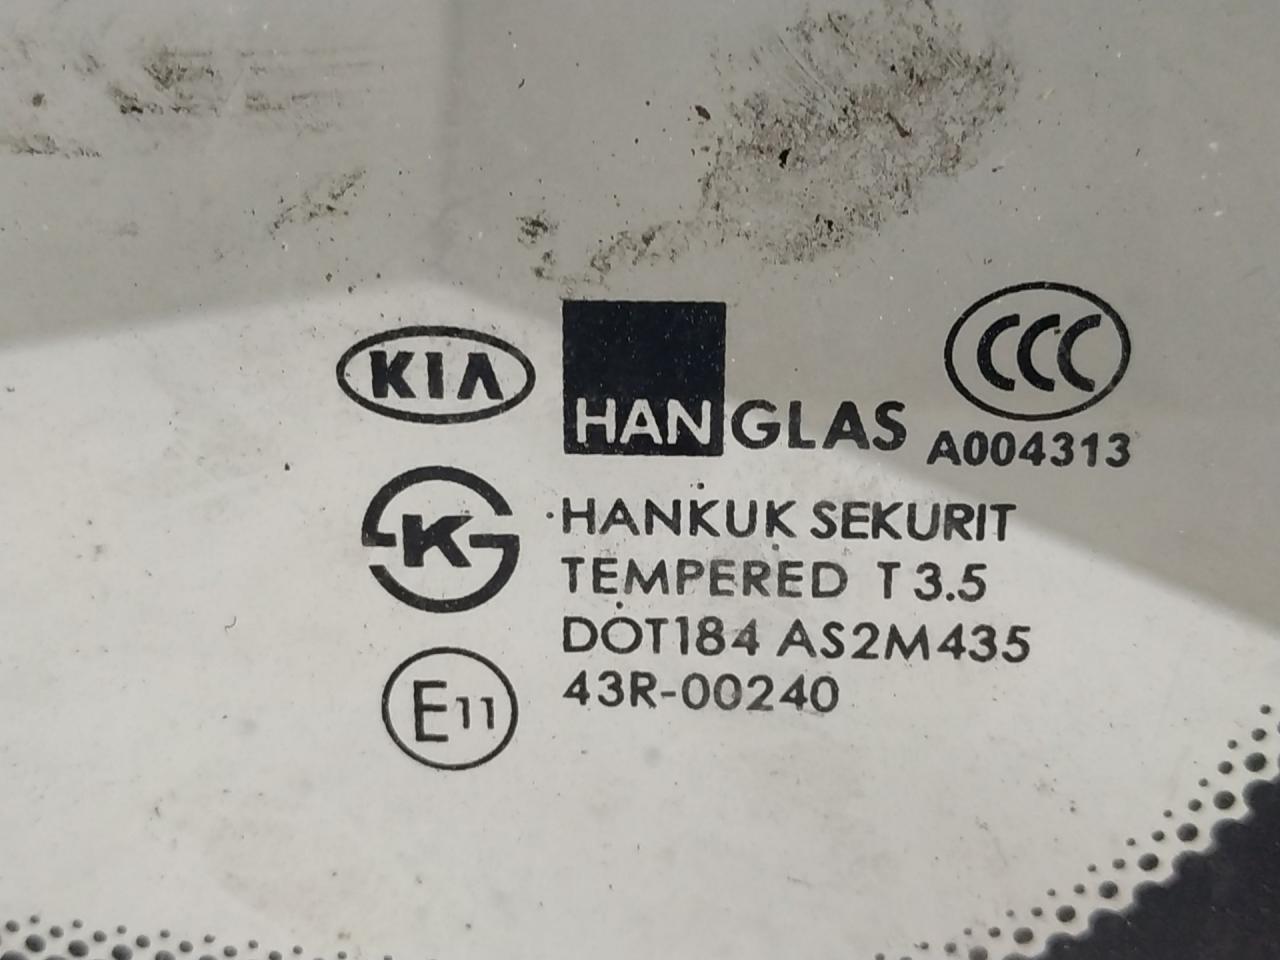 KIA
HANGLAS
CCC
A004313
K
HANKUK SEKURIT
TEMPERED T 3.5
DOT184 AS2M435
E11
43R-00240